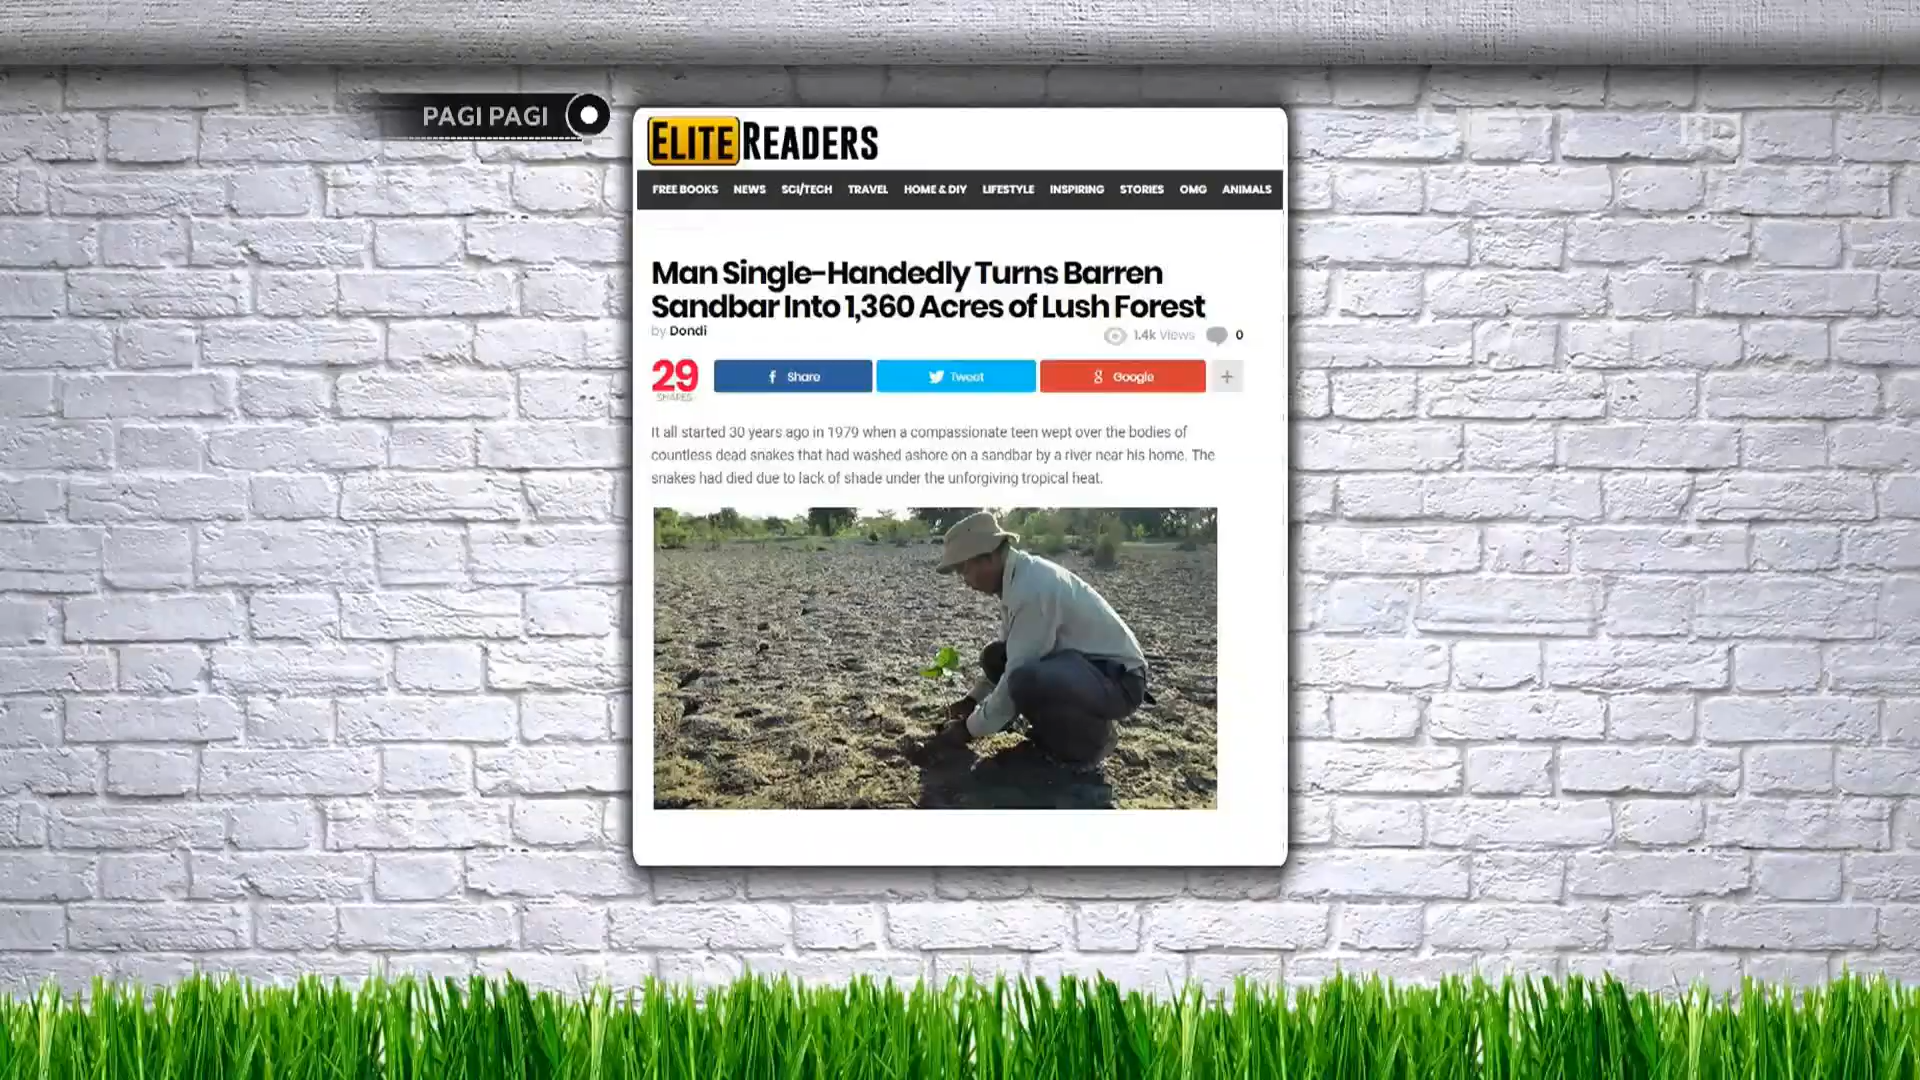 PAGI PAGI
ELITE READERS
FREE BOOKS NEWS SCI/TECH TRAVEL HOME & DIY LIFESTYLE INSPIRING STORIES OMG ANIMALS
Man Single-Handedly Turns Barren
Sandbar Into 1,360 Acres of Lush Forest
by Dondi
1.4k Views 0
29 Share Tweet Google +
SHARES
It all started 30 years ago in 1979 when a compassionate teen wept over the bodies of
countless dead snakes that had washed ashore on a sandbar by a river near his home. The
snakes had died due to lack of shade under the unforgiving tropical heat.